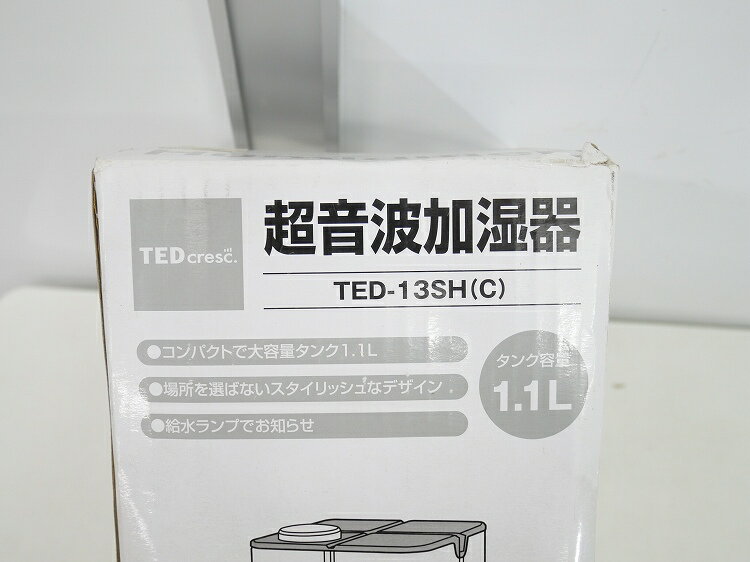 TED cresc.
超音波加湿器
TED-13SH(C)
●コンパクトで大容量タンク1.1L
●場所を選ばないスタイリッシュなデザイン
●給水ランプでお知らせ
タンク容量
1.1L